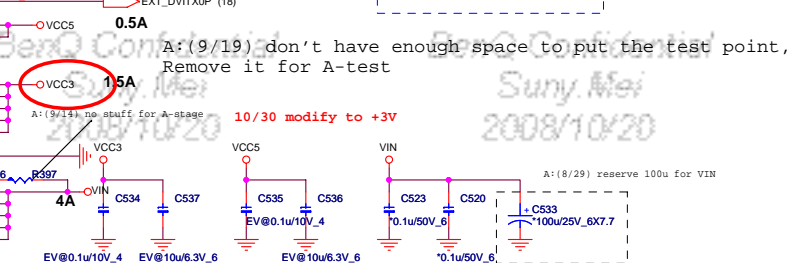 EXT_DVITX0P (18)
VCC5
0.5A
BenQ Confidential
BenQ Confidential
A:(9/19) don't have enough space to put the test point,
Remove it for A-test
VCC3
1.5A
Suny.Mei
Suny.Mei
A:(9/14) no stuff for A-stage
10/30 modify to +3V
2008/10/20
2008/10/20
VCC3
VCC5
VIN
6
R397
A:(8/29) reserve 100u for VIN
VIN
4A
C534
C537
C535
C536
C523
C520
C533
+
EV@0.1u/10V_4
*0.1u/50V_6
*100u/25V_6X7.7
EV@0.1u/10V_4
EV@10u/6.3V_6
EV@10u/6.3V_6
*0.1u/50V_6